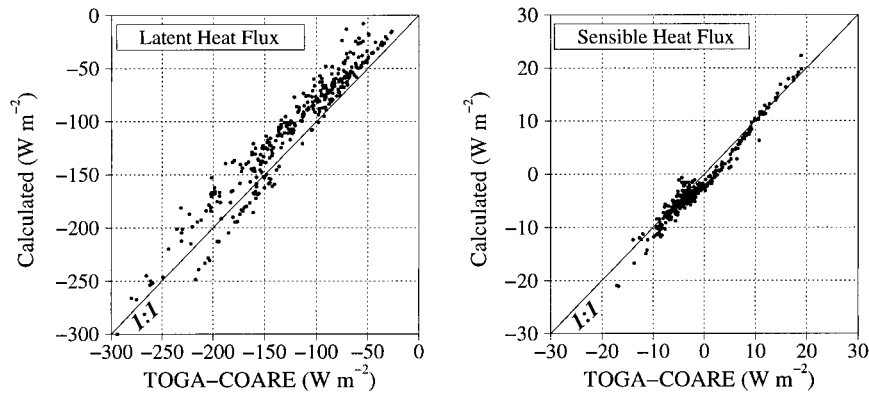 Latent Heat Flux
0
−50
−100
−150
−200
−250
−300
Calculated (W m−2)
1:1
−300 −250 −200 −150 −100 −50 0
TOGA−COARE (W m−2)
Sensible Heat Flux
30
20
10
0
−10
−20
−30
Calculated (W m−2)
1:1
−30 −20 −10 0 10 20 30
TOGA−COARE (W m−2)